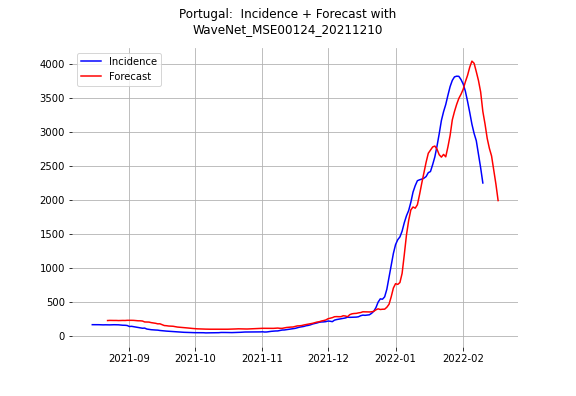 Portugal:  Incidence + Forecast with
WaveNet_MSE00124_20211210
Incidence
Forecast
4000
3500
3000
2500
2000
1500
1000
500
0
2021-09 2021-10 2021-11 2021-12 2022-01 2022-02